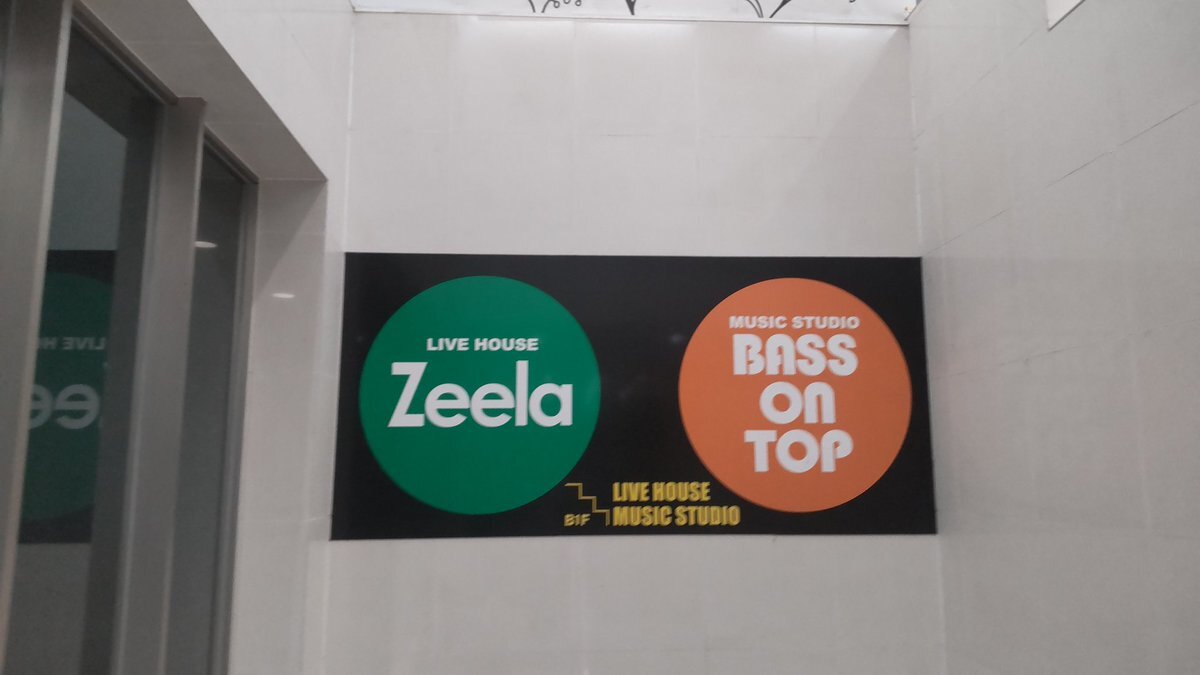 LIVE HOUSE
Zeela
MUSIC STUDIO
BASS
ON
TOP
B1F
LIVE HOUSE
MUSIC STUDIO